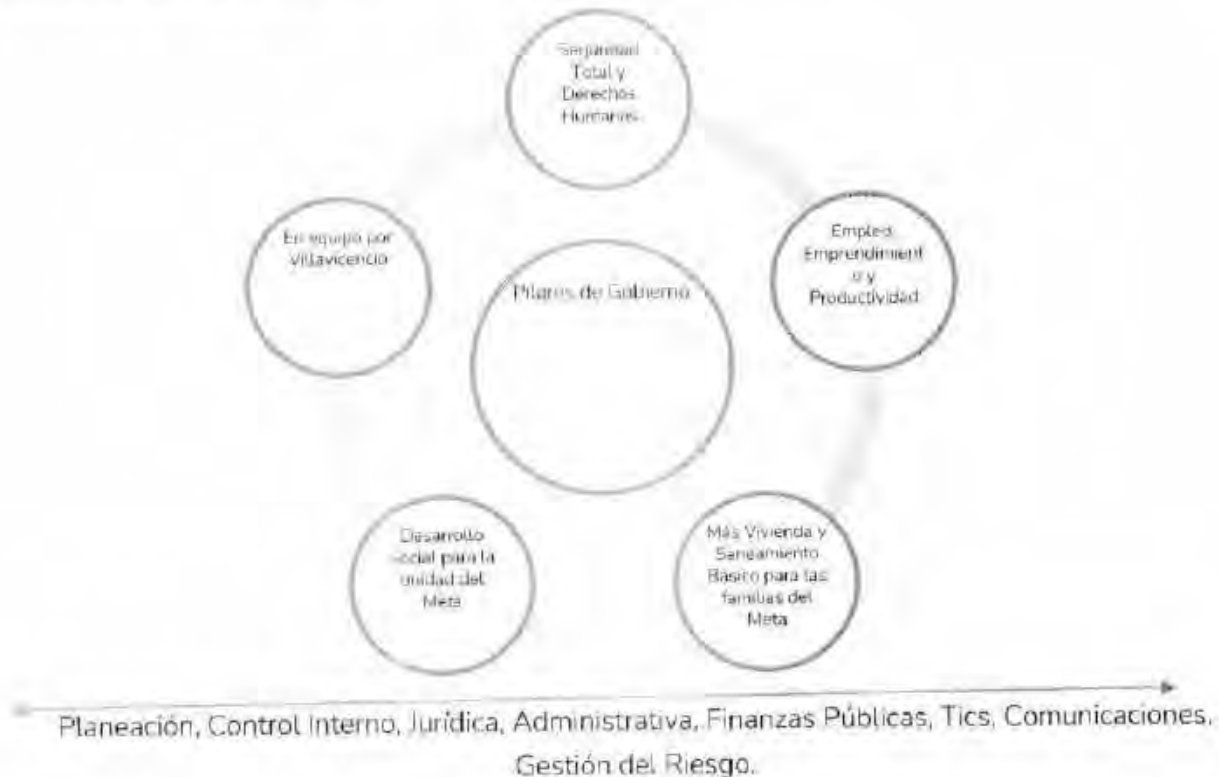 Seguridad
Total y
Derechos
Humanos
En equipo por
Villavicencio
Empleo
Emprendimient
o y
Productividad
Pilares de Gobierno
Desarrollo
social para la
unidad del
Meta
Más Vivienda y
Saneamiento
Básico para las
familias del
Meta
Planeación, Control Interno, Jurídica, Administrativa, Finanzas Públicas, Tics, Comunicaciones,
Gestión del Riesgo.